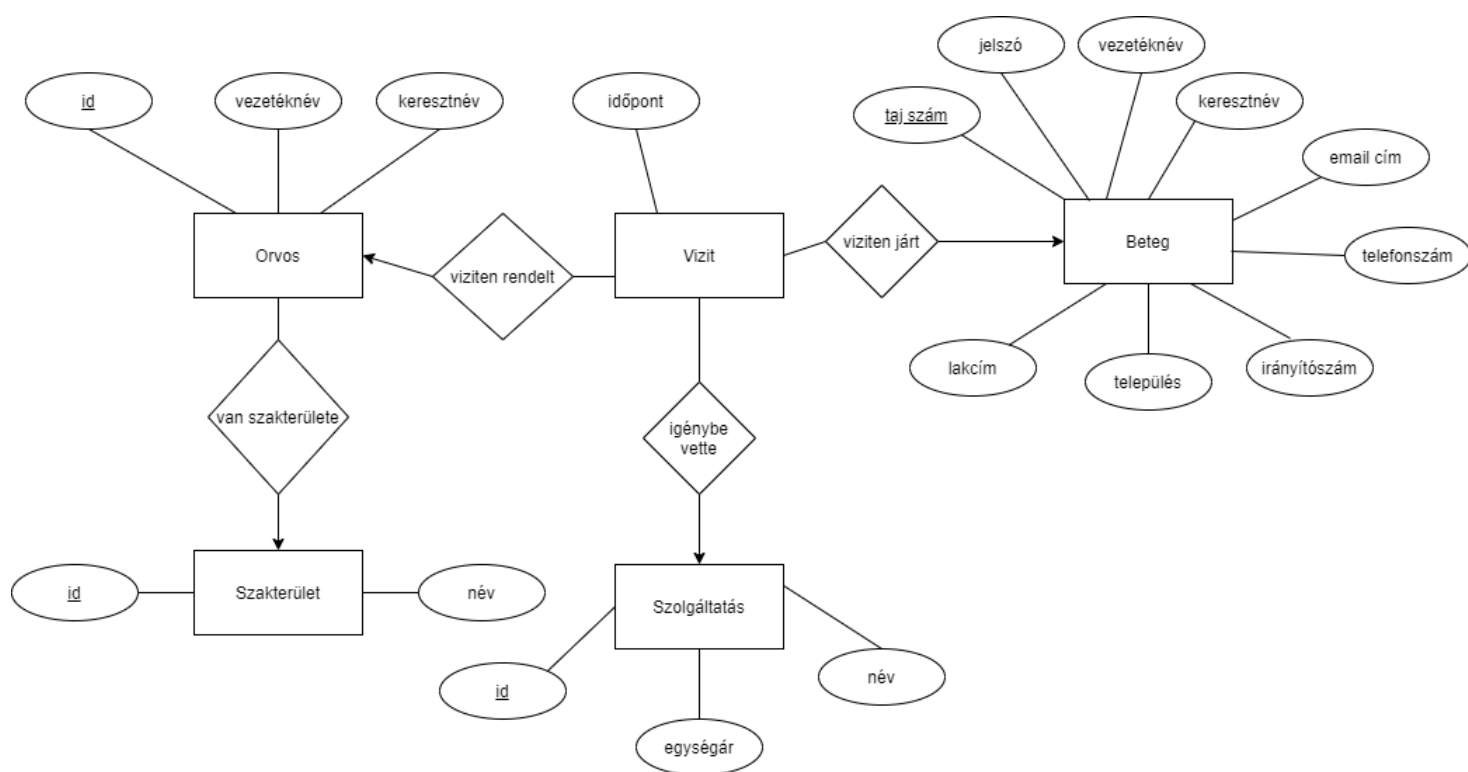 jelszó
vezetéknév
id
vezetéknév
keresztnév
időpont
taj szám
keresztnév
email cím
Orvos
viziten rendelt
Vizit
viziten járt
Beteg
telefonszám
lakcím
település
irányítószám
van szakterülete
igénybe
vette
id
Szakterület
név
Szolgáltatás
id
név
egységár